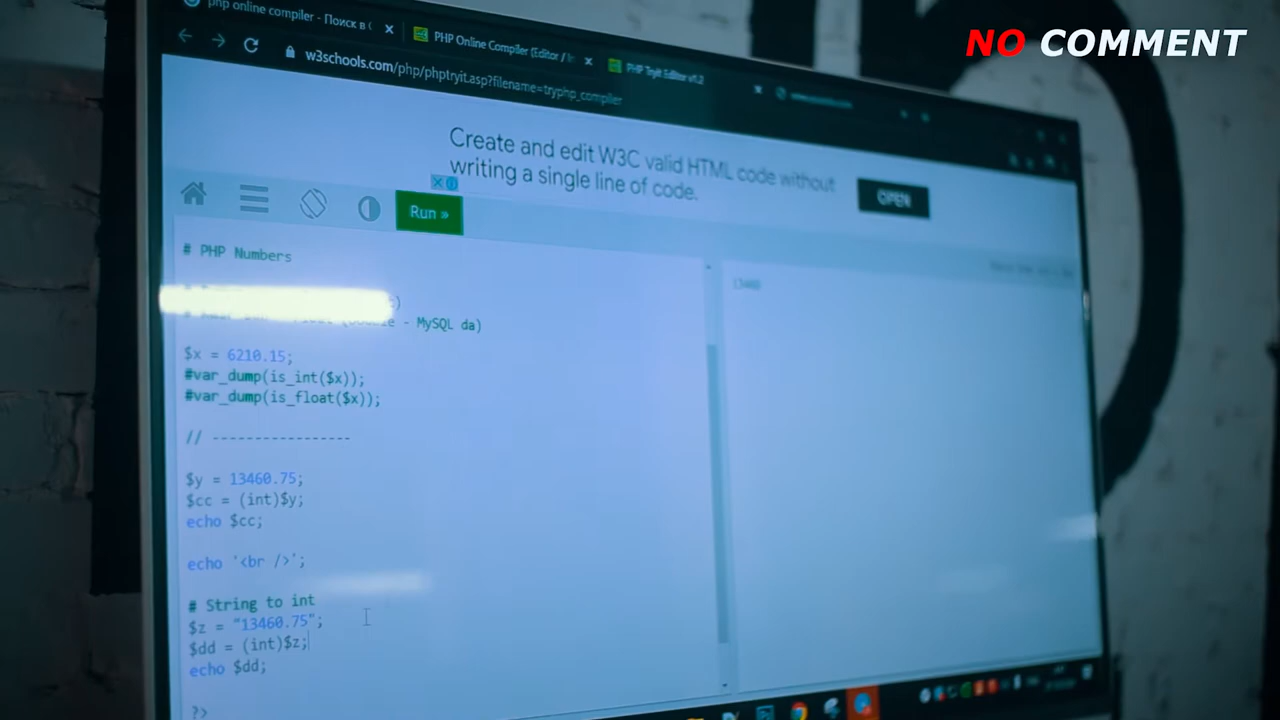 NO COMMENT
php online compiler - Поиск в
PHP Online Compiler (Editor /
PHP Tryit Editor v1.2
w3schools.com/php/phptryit.asp?filename=tryphp_compiler
Create and edit W3C valid HTML code without
writing a single line of code.
OPEN
Run »
# PHP Numbers
- MySQL da)
$x = 6210.15;
#var_dump(is_int($x));
#var_dump(is_float($x));
// -----------------
$y = 13460.75;
$cc = (int)$y;
echo $cc;
echo '<br />';
# String to int
$z = "13460.75";
$dd = (int)$z;
echo $dd;
?>
13460